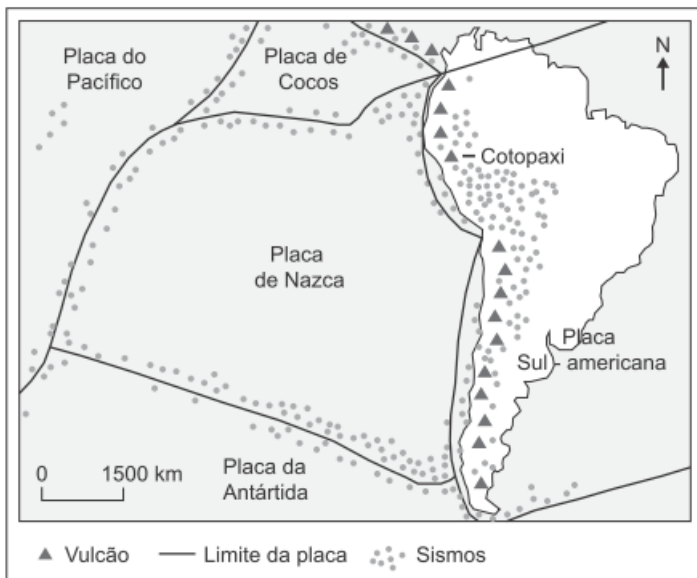 Placa do
Pacífico
Placa de
Cocos
N
Cotopaxi
Placa
de Nazca
Placa
Sul - americana
0 1500 km
Placa da
Antártida
Vulcão
Limite da placa
Sismos